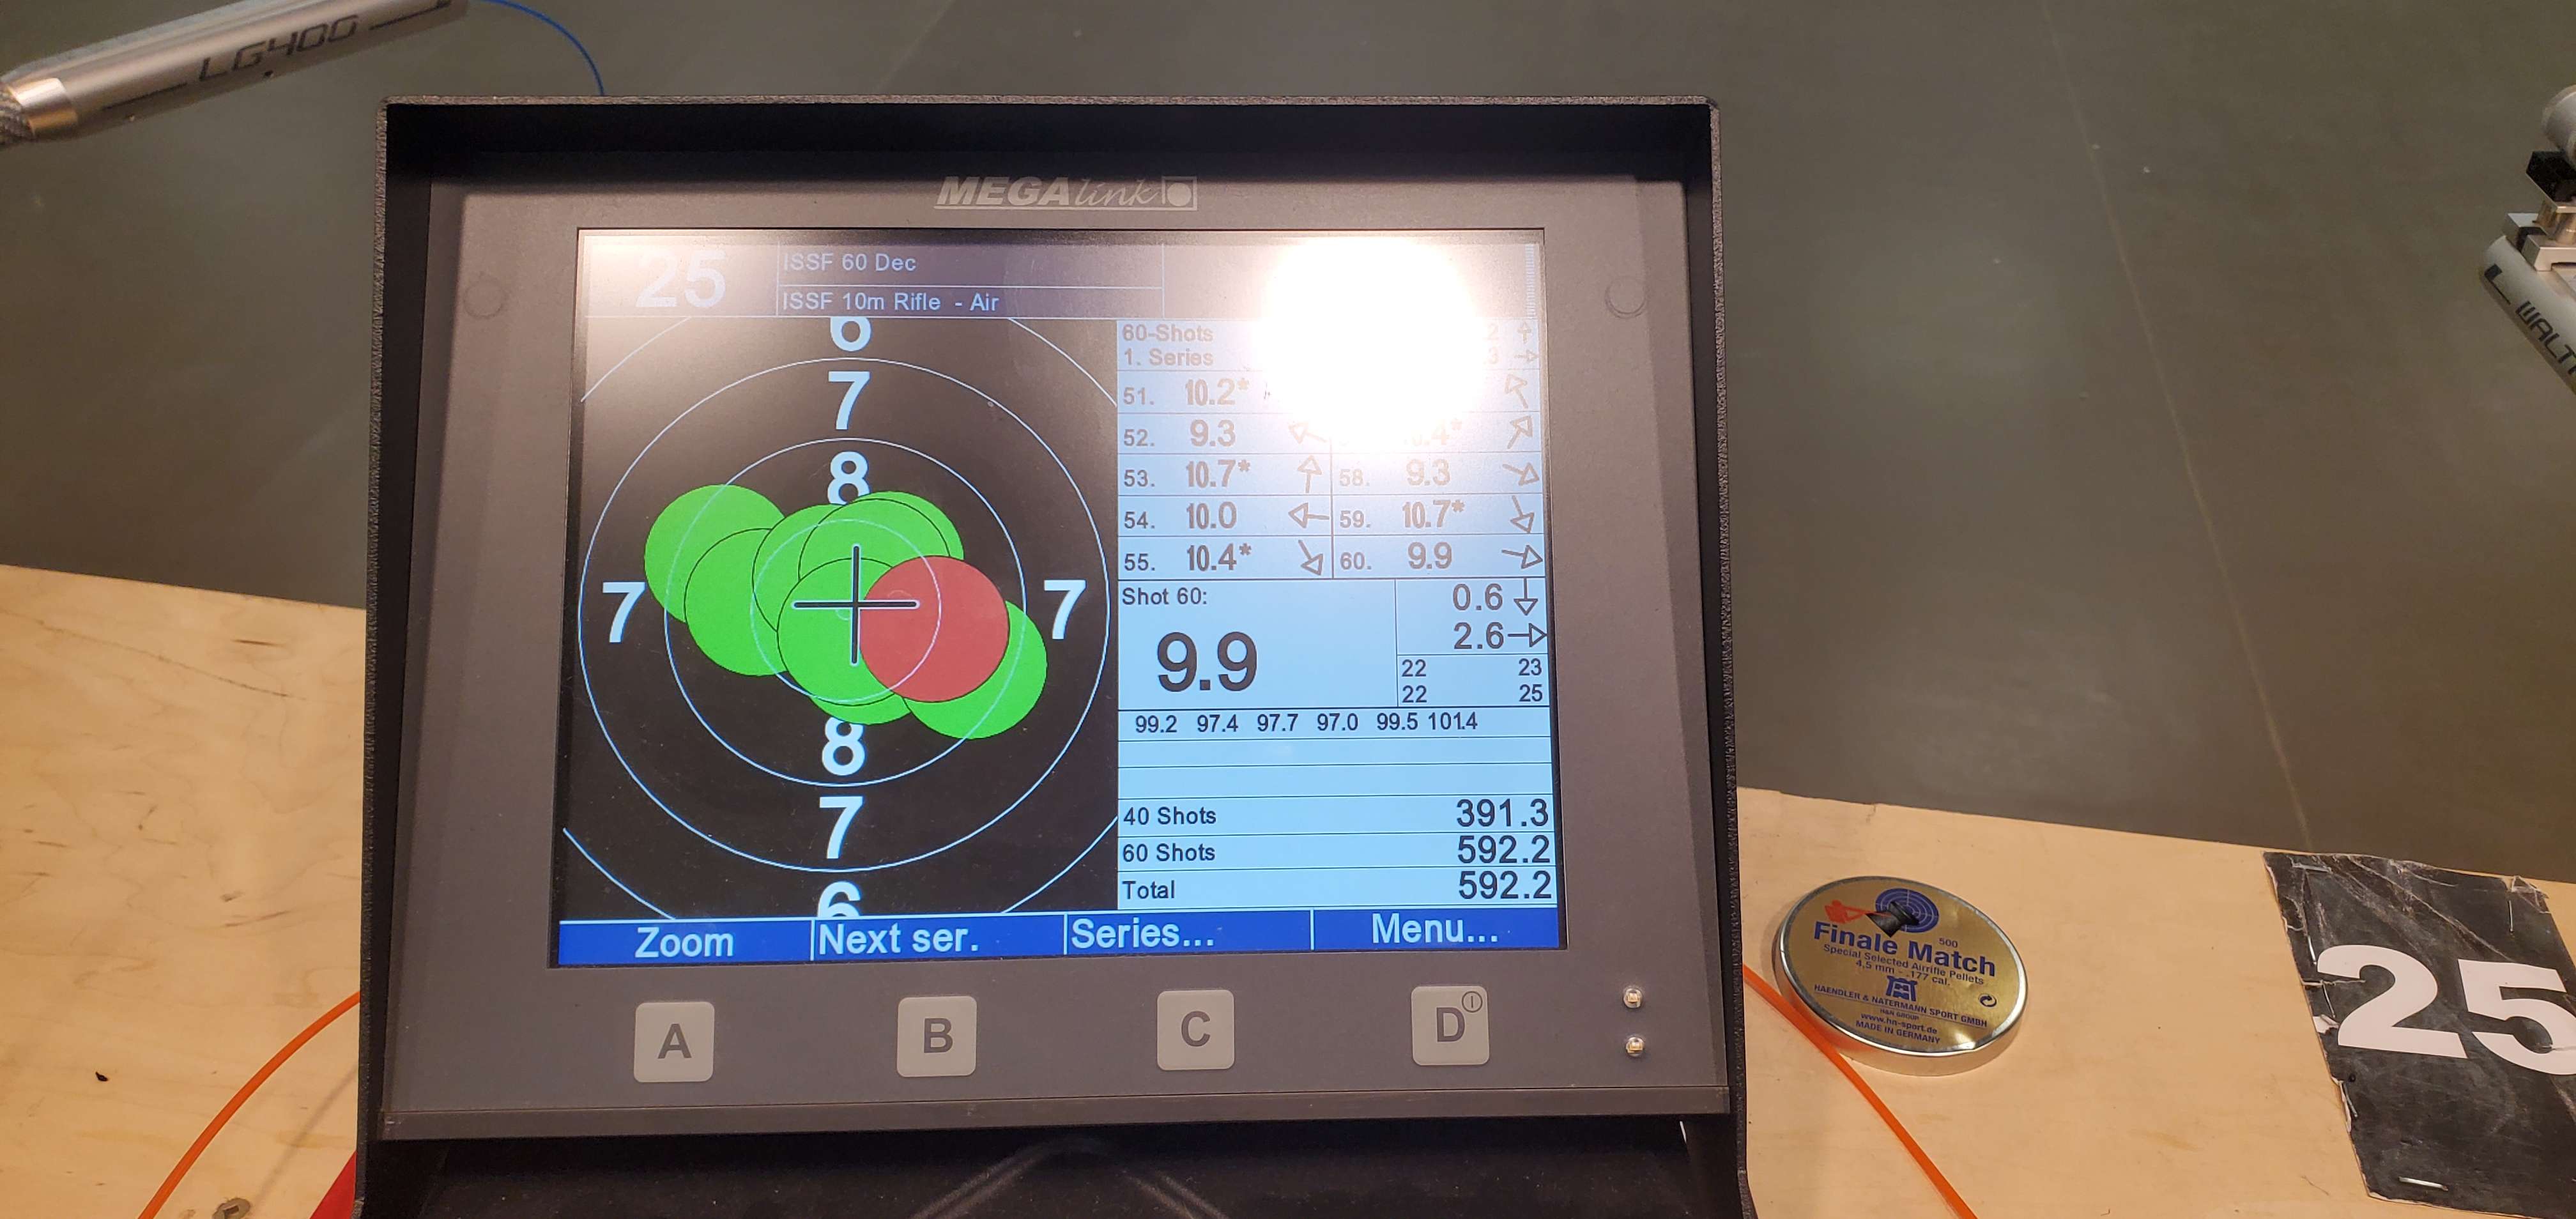 LG400
MEGAlink
25
ISSF 60 Dec
ISSF 10m Rifle - Air
60-Shots
1. Series
51. 10.2*
52. 9.3
53. 10.7* 58. 9.3
54. 10.0 59. 10.7*
55. 10.4* 60. 9.9
Shot 60:
9.9
0.6
2.6
22 23
22 25
99.2 97.4 97.7 97.0 99.5 101.4
40 Shots 391.3
60 Shots 592.2
Total 592.2
6
7
8
7 7
8
7
6
Zoom Next ser. Series... Menu...
A B C D
500
Finale Match
Special Selected Airrifle Pellets
4,5 mm - .177 cal.
HAENDLER & NATERMANN SPORT GMBH
H&N GROUP
www.hn-sport.de
MADE IN GERMANY
25